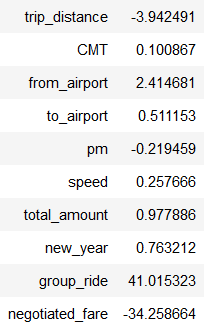 trip_distance -3.942491
CMT 0.100867
from_airport 2.414681
to_airport 0.511153
pm -0.219459
speed 0.257666
total_amount 0.977886
new_year 0.763212
group_ride 41.015323
negotiated_fare -34.258664